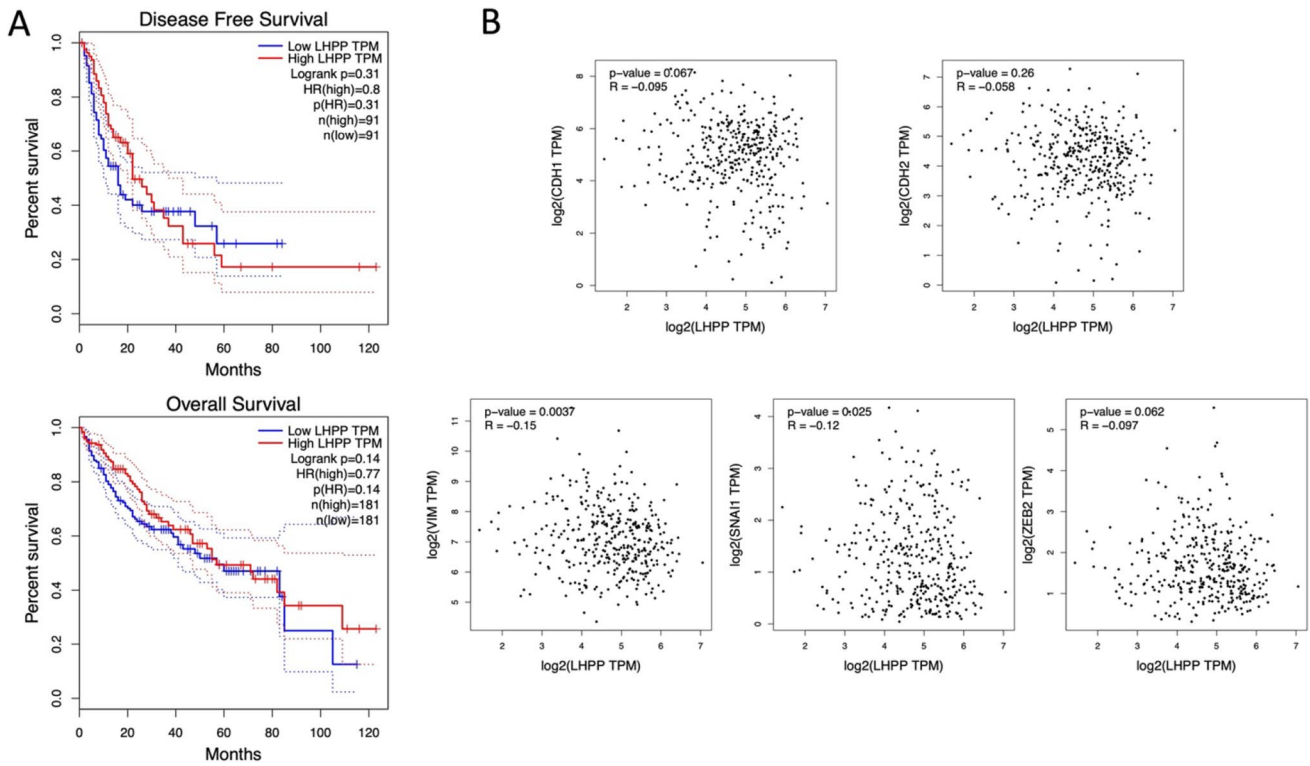 A
Disease Free Survival
Low LHPP TPM
High LHPP TPM
Logrank p=0.31
HR(high)=0.8
p(HR)=0.31
n(high)=91
n(low)=91
Percent survival
0.0 0.2 0.4 0.6 0.8 1.0
0 20 40 60 80 100 120
Months
Overall Survival
Low LHPP TPM
High LHPP TPM
Logrank p=0.14
HR(high)=0.77
p(HR)=0.14
n(high)=181
n(low)=181
Percent survival
0.0 0.2 0.4 0.6 0.8 1.0
0 20 40 60 80 100 120
Months
B
p-value = 0.067
R = -0.095
log2(CDH1 TPM)
0 2 4 6 8
2 3 4 5 6 7
log2(LHPP TPM)
p-value = 0.26
R = -0.058
log2(CDH2 TPM)
0 1 2 3 4 5 6 7
2 3 4 5 6 7
log2(LHPP TPM)
p-value = 0.0037
R = -0.15
log2(VIM TPM)
5 6 7 8 9 10 11
2 3 4 5 6 7
log2(LHPP TPM)
p-value = 0.025
R = -0.12
log2(SNAI1 TPM)
0 1 2 3 4
2 3 4 5 6 7
log2(LHPP TPM)
p-value = 0.062
R = -0.097
log2(ZEB2 TPM)
1 2 3 4 5
2 3 4 5 6 7
log2(LHPP TPM)